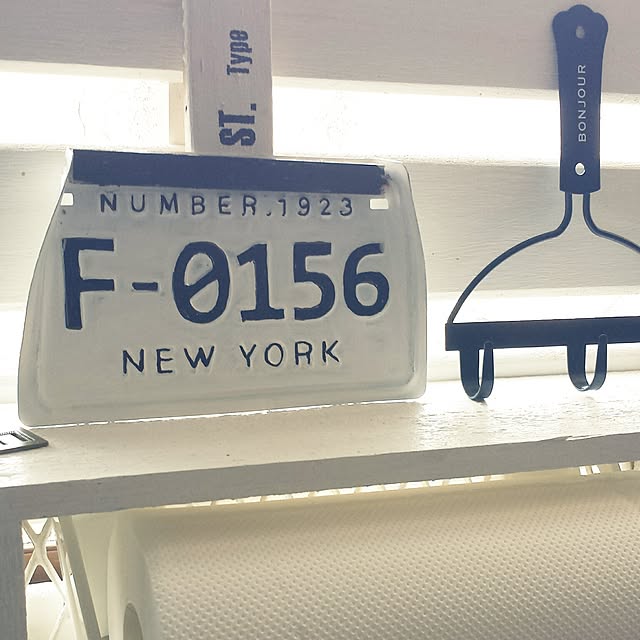 ST. Type
NUMBER.1923
F-0156
NEW YORK
BONJOUR